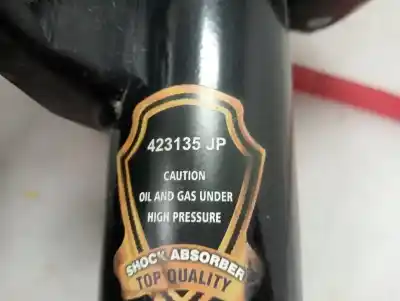 423135 JP
CAUTION
OIL AND GAS UNDER
HIGH PRESSURE
SHOCK ABSORBER
TOP QUALITY